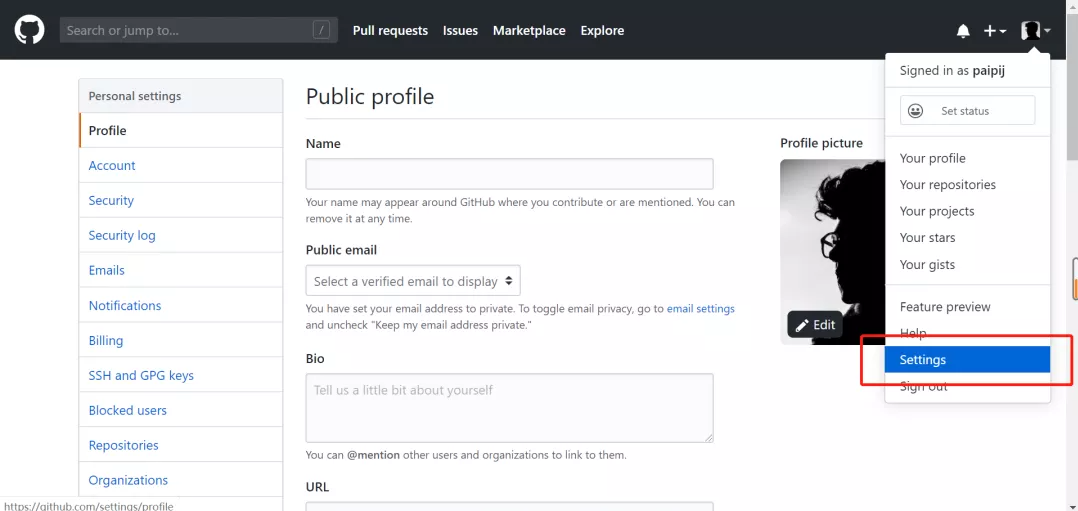 Search or jump to...
/
Pull requests
Issues
Marketplace
Explore
Signed in as paipij
Set status
Your profile
Your repositories
Your projects
Your stars
Your gists
Feature preview
Help
Settings
Sign out
Personal settings
Profile
Account
Security
Security log
Emails
Notifications
Billing
SSH and GPG keys
Blocked users
Repositories
Organizations
Public profile
Name
Your name may appear around GitHub where you contribute or are mentioned. You can
remove it at any time.
Public email
Select a verified email to display
You have set your email address to private. To toggle email privacy, go to email settings
and uncheck "Keep my email address private."
Bio
Tell us a little bit about yourself
You can @mention other users and organizations to link to them.
URL
Profile picture
Edit
https://github.com/settings/profile